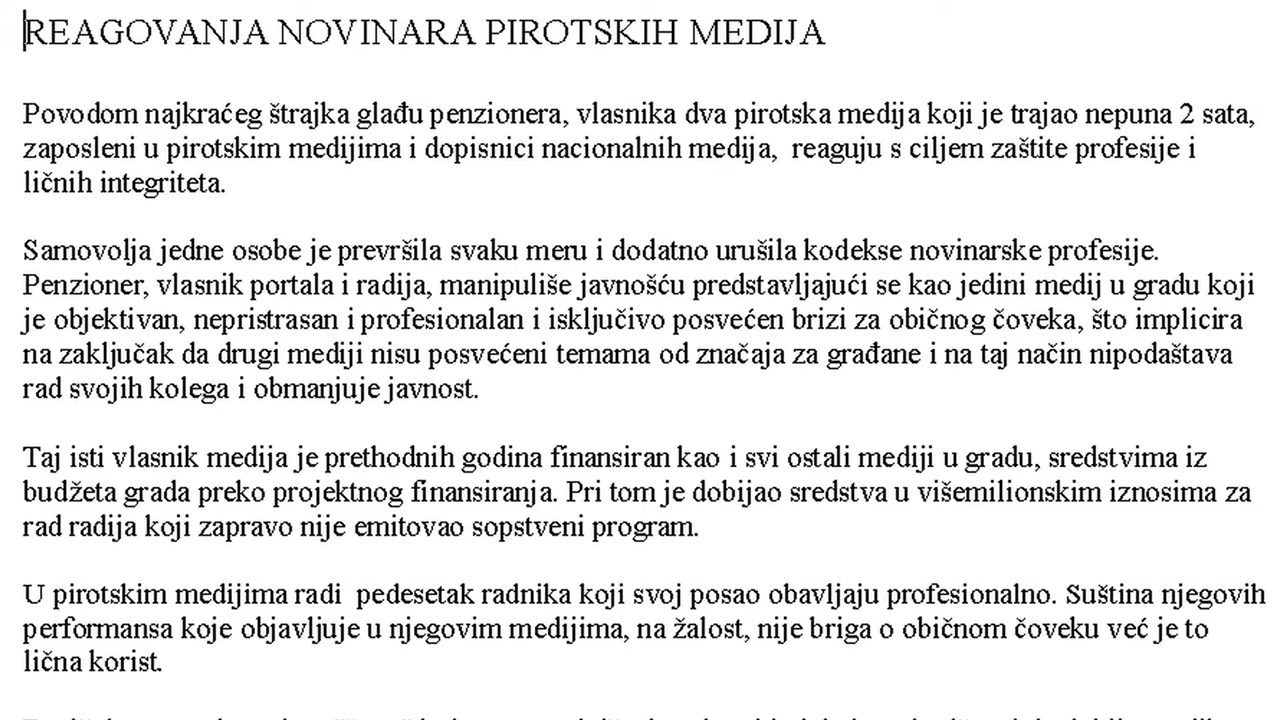 REAGOVANJA NOVINARA PIROTSKIH MEDIJA
Povodom najkraćeg štrajka glađu penzionera, vlasnika dva pirotska medija koji je trajao nepuna 2 sata,
zaposleni u pirotskim medijima i dopisnici nacionalnih medija, reaguju s ciljem zaštite profesije i
ličnih integriteta.
Samovolja jedne osobe je prevršila svaku meru i dodatno urušila kodekse novinarske profesije.
Penzioner, vlasnik portala i radija, manipuliše javnošću predstavljajući se kao jedini medij u gradu koji
je objektivan, nepristrasan i profesionalan i isključivo posvećen brizi za običnog čoveka, što implicira
na zaključak da drugi mediji nisu posvećeni temama od značaja za građane i na taj način nipodaštava
rad svojih kolega i obmanjuje javnost.
Taj isti vlasnik medija je prethodnih godina finansiran kao i svi ostali mediji u gradu, sredstvima iz
budžeta grada preko projektnog finansiranja. Pri tom je dobijao sredstva u višemilionskim iznosima za
rad radija koji zapravo nije emitovao sopstveni program.
U pirotskim medijima radi pedesetak radnika koji svoj posao obavljaju profesionalno. Suština njegovih
performansa koje objavljuje u njegovim medijima, na žalost, nije briga o običnom čoveku već je to
lična korist.